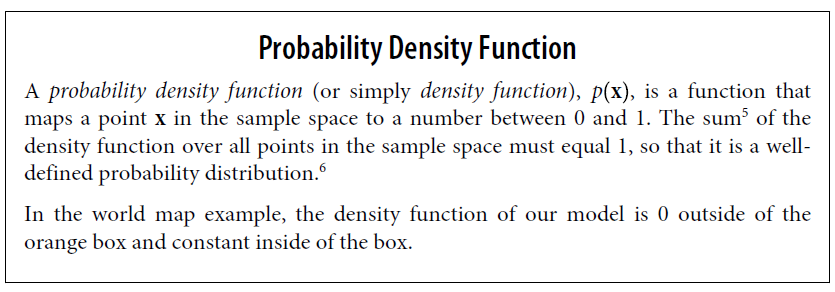 Probability Density Function
A probability density function (or simply density function), p(x), is a function that
maps a point x in the sample space to a number between 0 and 1. The sum⁵ of the
density function over all points in the sample space must equal 1, so that it is a well-
defined probability distribution.⁶
In the world map example, the density function of our model is 0 outside of the
orange box and constant inside of the box.